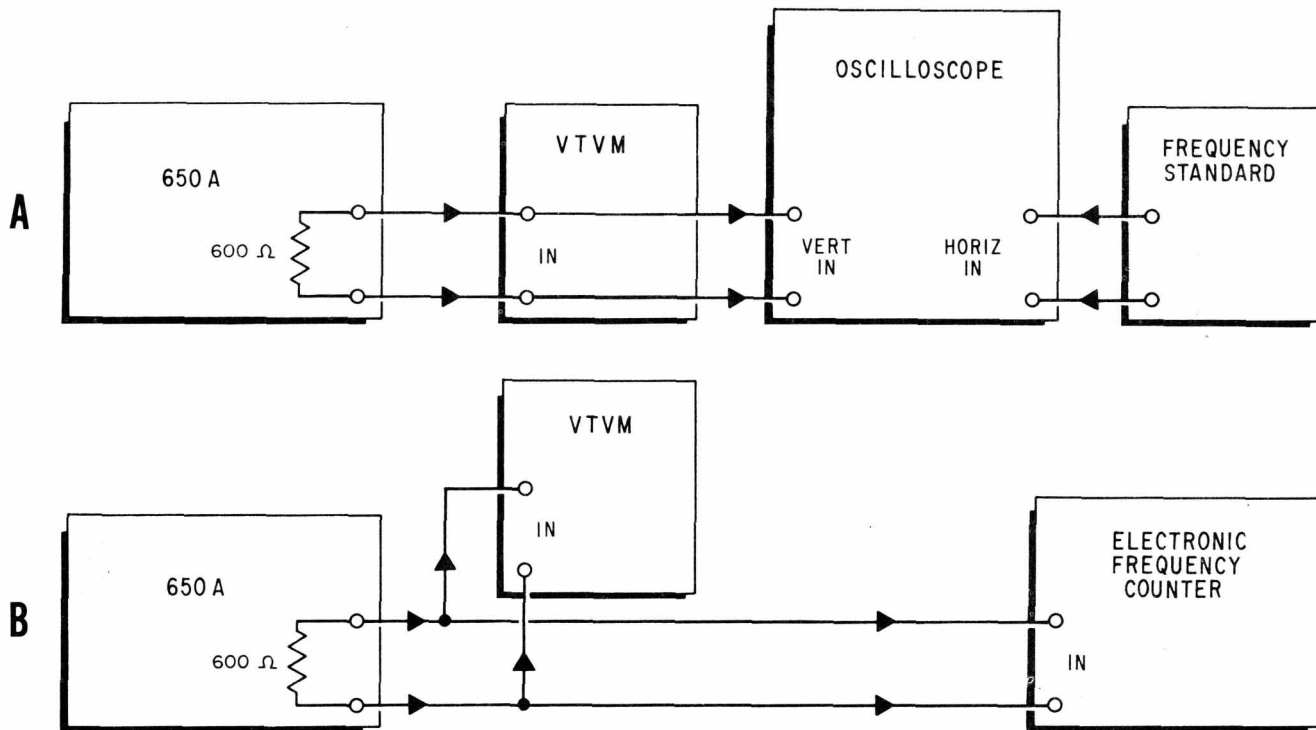 A
650 A
600 Ω
VTVM
IN
OSCILLOSCOPE
VERT
IN
HORIZ
IN
FREQUENCY
STANDARD
B
650 A
600 Ω
VTVM
IN
ELECTRONIC
FREQUENCY
COUNTER
IN